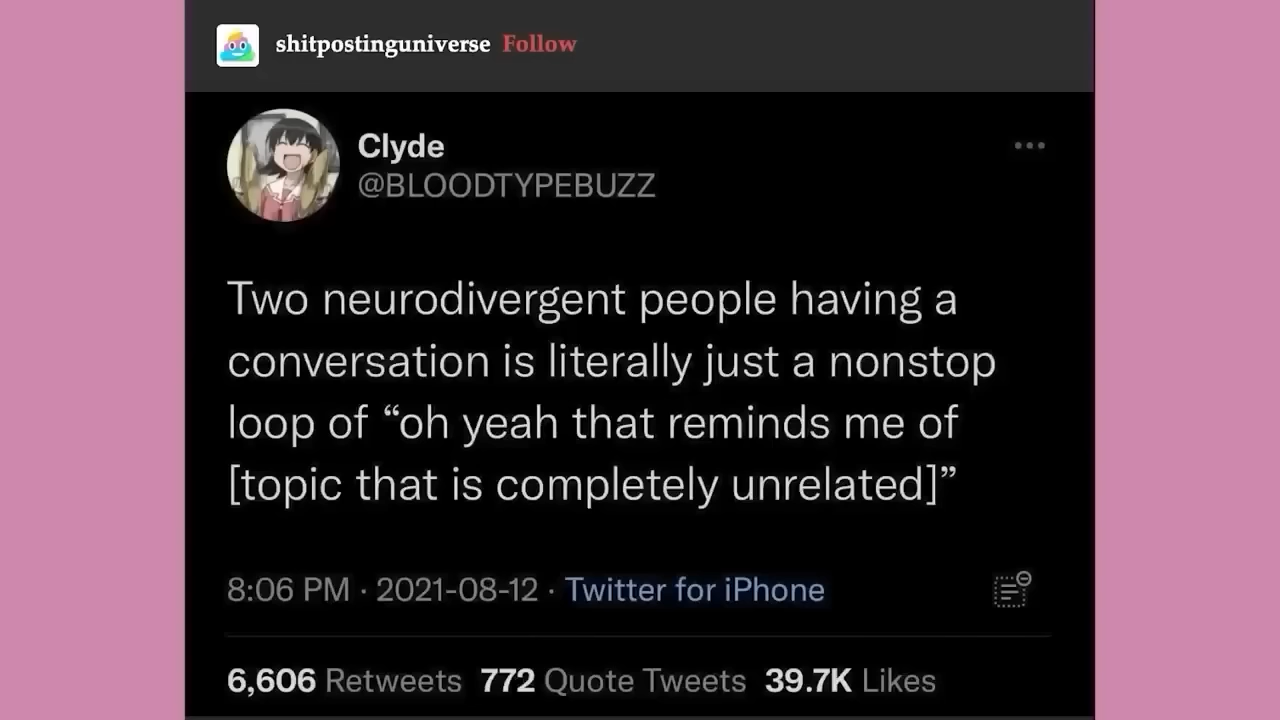 shitpostinguniverse Follow
Clyde
@BLOODTYPEBUZZ
Two neurodivergent people having a
conversation is literally just a nonstop
loop of “oh yeah that reminds me of
[topic that is completely unrelated]”
8:06 PM · 2021-08-12 · Twitter for iPhone
6,606 Retweets 772 Quote Tweets 39.7K Likes